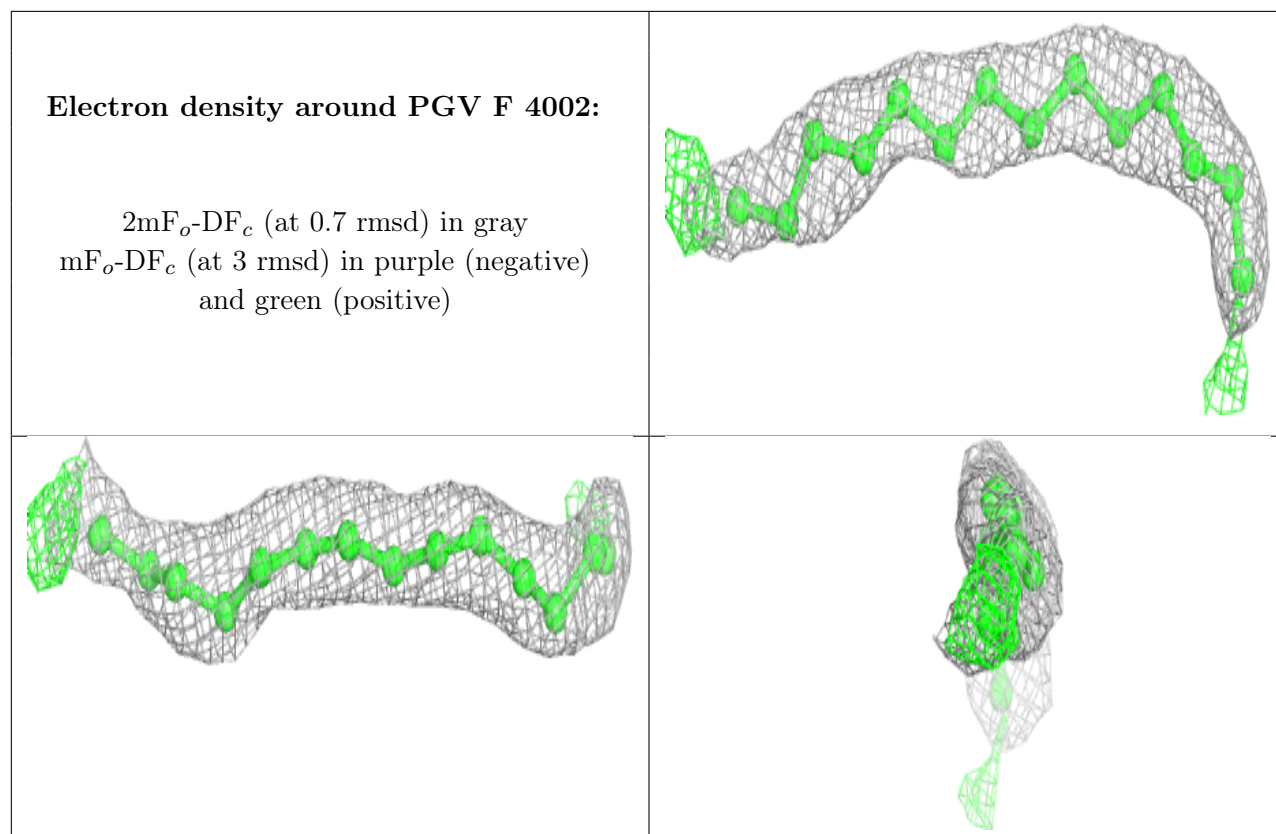 Electron density around PGV F 4002:
2mFo-DFc (at 0.7 rmsd) in gray
mFo-DFc (at 3 rmsd) in purple (negative)
and green (positive)